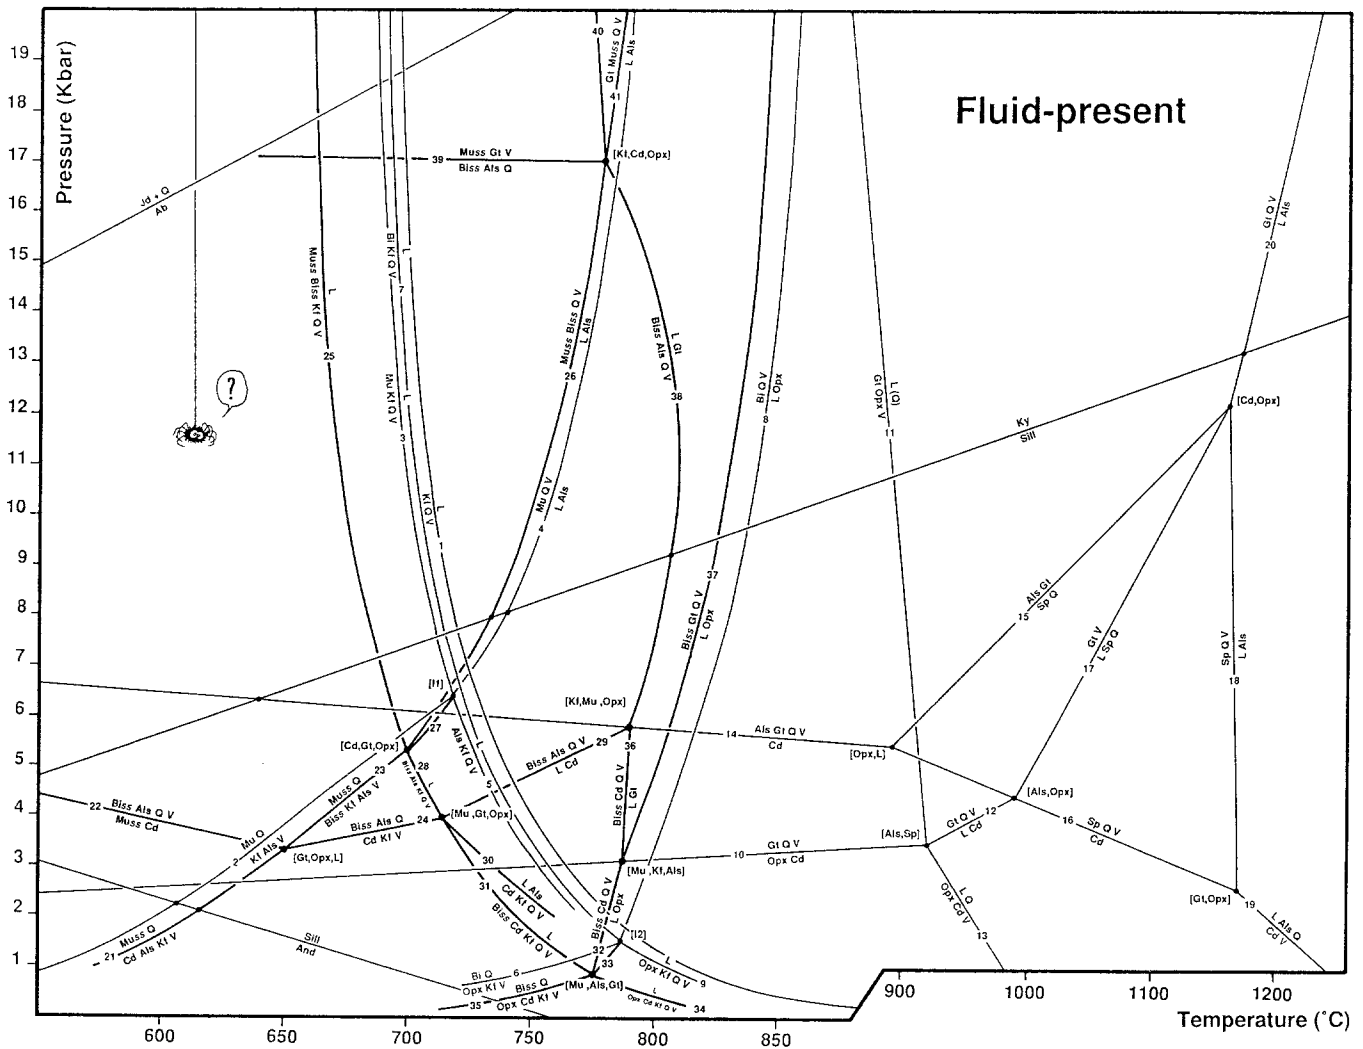 Fluid-present
Pressure (Kbar)
19
18
17
16
15
14
13
12
11
10
9
8
7
6
5
4
3
2
1
600
650
700
750
800
850
900
1000
1100
1200
Temperature (°C)
Jd + Q
Ab
?
40
Gt Muss Q V
L Als
41
[Kf,Cd,Opx]
Muss Gt V
39
Biss Als Q
Gt Q V
L Als
20
L
Muss Biss Kf Q V
25
L
Bi Kf Q V
7
L
Mu Kf Q V
3
L
Kf Q V
1
Muss Biss Q V
L Als
26
Mu Q V
L Als
4
L Gt
Biss Als Q V
38
Bi Q V
L Opx
8
L (Q)
Gt Opx V
11
Ky
Sill
[Cd,Opx]
37
Biss Gt Q V
L Opx
Als Gt
15
Sp Q
Gt V
L Sp Q
17
Sp Q V
L Als
18
[I1]
[Kf,Mu,Opx]
27
[Cd,Gt,Opx]
28
L
Biss Als Kf Q V
L
Als Kf Q V
5
Biss Als Q V
29
L Cd
36
Biss Cd Q V
L Gt
14
Als Gt Q V
Cd
[Opx,L]
23
Muss Q
Biss Kf Als V
22
Biss Als Q V
Muss Cd
Mu Q
2
Kf Als V
Biss Als Q
24
Cd Kf V
[Mu,Gt,Opx]
[Gt,Opx,L]
[Als,Opx]
Gt Q V
12
L Cd
[Als,Sp]
Sp Q V
16
Cd
10
Gt Q V
Opx Cd
[Mu,Kf,Als]
30
L Als
Cd Kf Q V
31
L
Biss Cd Kf Q V
Biss Cd Q V
L Opx
32
33
[I2]
[Gt,Opx]
19
L Als Q
Cd V
L Q
Opx Cd V
13
Muss Q
21
Cd Als Kf V
Sill
And
Bi Q
6
Opx Kf V
L
Opx Kf Q V
9
Biss Q
35
Opx Cd Kf V
[Mu,Als,Gt]
L
Opx Cd Kf Q V
34